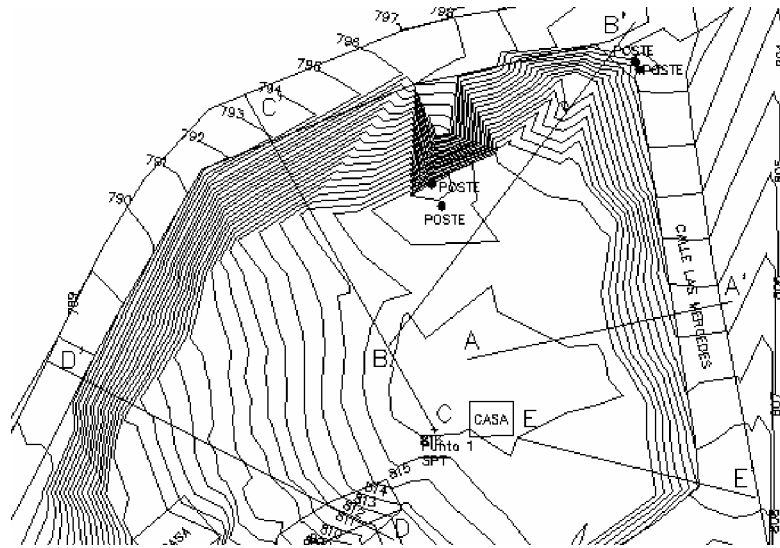 797
798
B'
796
POSTE
795
POSTE
794
C'
793
792
791
POSTE
790
POSTE
CALLE LAS MERCEDES
A'
789
A
D'
B
807
C
CASA
E
Punto 1
SPT
815
814
813
E
D
CASA